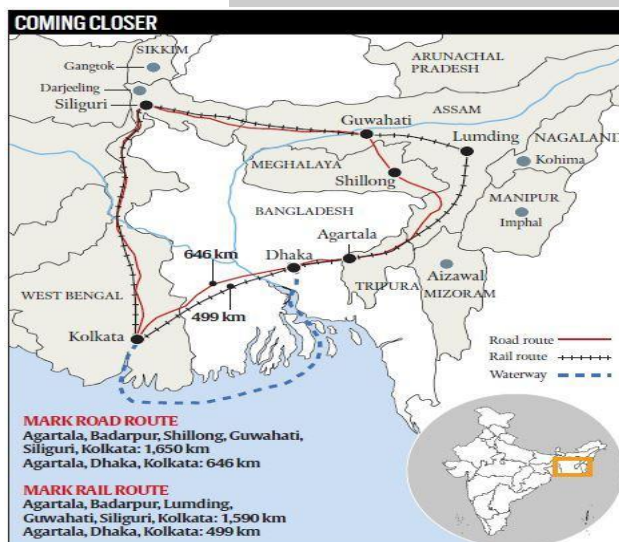 COMING CLOSER
SIKKIM
Gangtok
Darjeeling
Siliguri
ARUNACHAL
PRADESH
ASSAM
Guwahati
Lumding
NAGALAND
Kohima
MEGHALAYA
Shillong
MANIPUR
Imphal
BANGLADESH
Agartala
646 km
Dhaka
TRIPURA
Aizawal
MIZORAM
WEST BENGAL
499 km
Kolkata
Road route
Rail route
Waterway
MARK ROAD ROUTE
Agartala, Badarpur, Shillong, Guwahati,
Siliguri, Kolkata: 1,650 km
Agartala, Dhaka, Kolkata: 646 km
MARK RAIL ROUTE
Agartala, Badarpur, Lumding,
Guwahati, Siliguri, Kolkata: 1,590 km
Agartala, Dhaka, Kolkata: 499 km